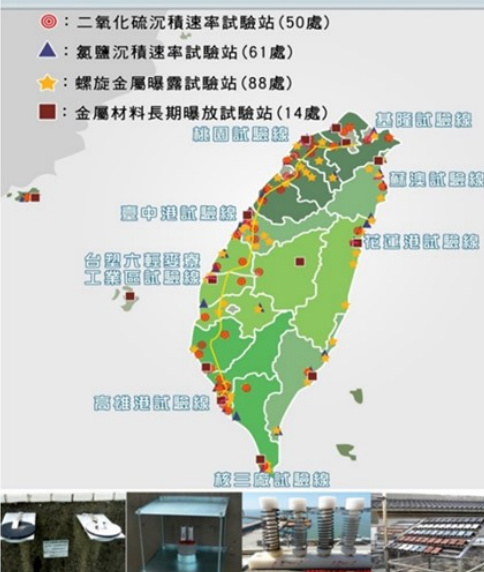 ：二氧化硫沉積速率試驗站(50處)
：氯鹽沉積速率試驗站(61處)
：螺旋金屬曝露試驗站(88處)
：金屬材料長期曝放試驗站(14處)
基隆試驗線
桃園試驗線
蘇澳試驗線
臺中港試驗線
花蓮港試驗線
台塑六輕麥寮
工業區試驗線
高雄港試驗線
核三廠試驗線